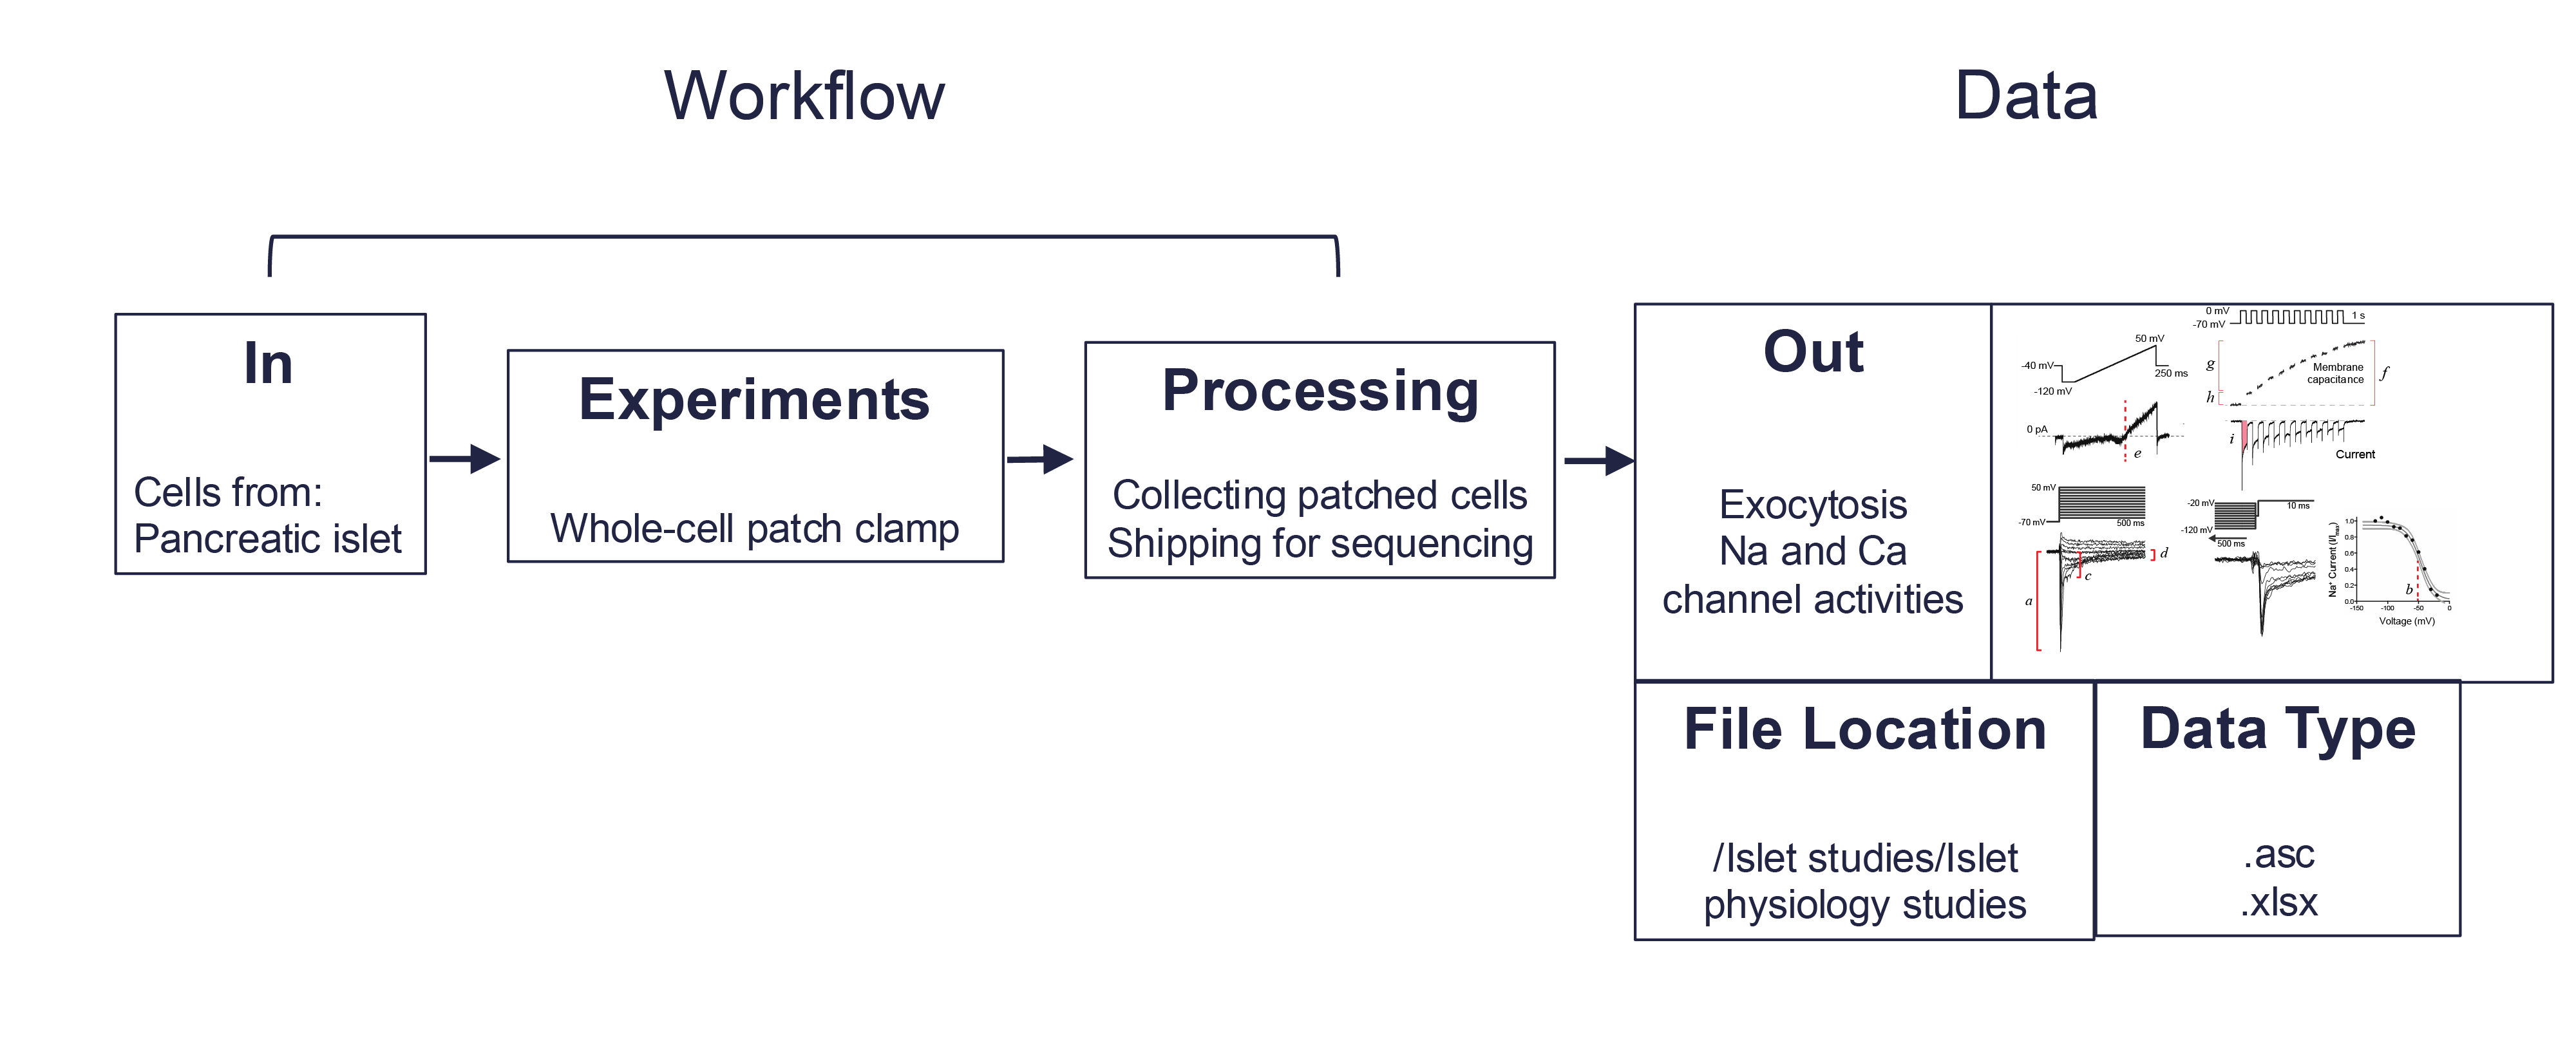 Workflow
Data
In
Cells from:
Pancreatic islet
Experiments
Whole-cell patch clamp
Processing
Collecting patched cells
Shipping for sequencing
Out
Exocytosis
Na and Ca
channel activities
50 mV
-40 mV
250 ms
-120 mV
0 pA
e
0 mV
-70 mV
1 s
g
h
Membrane
capacitance
f
i
Current
50 mV
-70 mV
500 ms
a
c
d
-20 mV
10 ms
-120 mV
500 ms
Na+ Current (I/Imax)
1.0
0.8
0.6
0.4
0.2
0.0
b
-150
-100
-50
0
Voltage (mV)
File Location
/Islet studies/Islet
physiology studies
Data Type
.asc
.xlsx